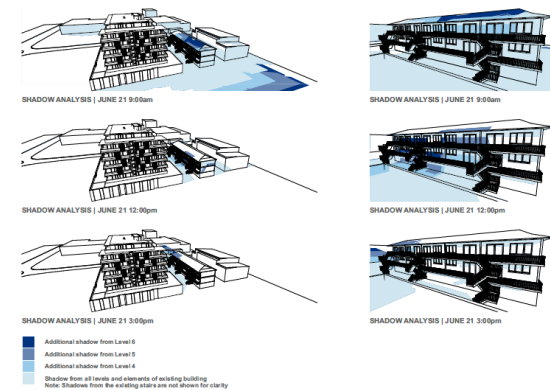 SHADOW ANALYSIS | JUNE 21 9:00am
SHADOW ANALYSIS | JUNE 21 9:00am
SHADOW ANALYSIS | JUNE 21 12:00pm
SHADOW ANALYSIS | JUNE 21 12:00pm
SHADOW ANALYSIS | JUNE 21 3:00pm
SHADOW ANALYSIS | JUNE 21 3:00pm
Additional shadow from Level 6
Additional shadow from Level 5
Additional shadow from Level 4
Shadow from all levels and elements of existing building
Note: Shadows from the existing stairs are not shown for clarity